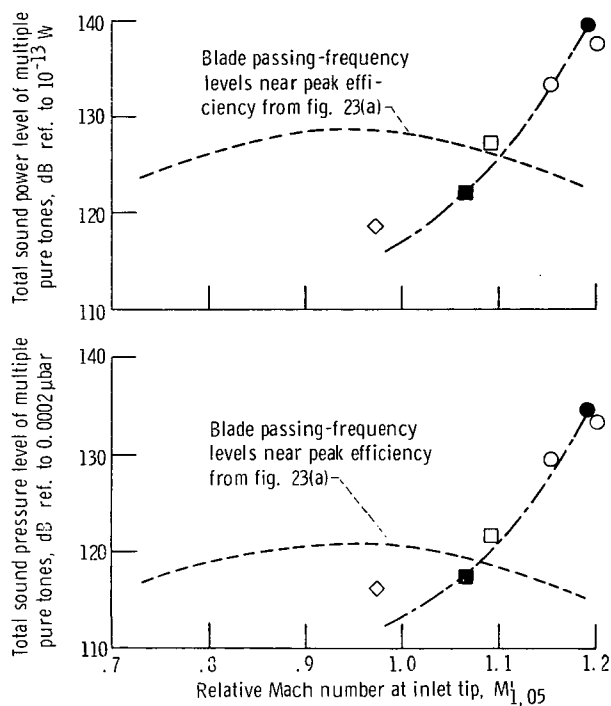 Total sound power level of multiple
pure tones, dB ref. to 10⁻¹³ W
140
130
120
110
Blade passing-frequency
levels near peak effi-
ciency from fig. 23(a)
Total sound pressure level of multiple
pure tones, dB ref. to 0.0002 μbar
140
130
120
110
Blade passing-frequency
levels near peak efficiency
from fig. 23(a)
.7 .8 .9 1.0 1.1 1.2
Relative Mach number at inlet tip, M'1, 05